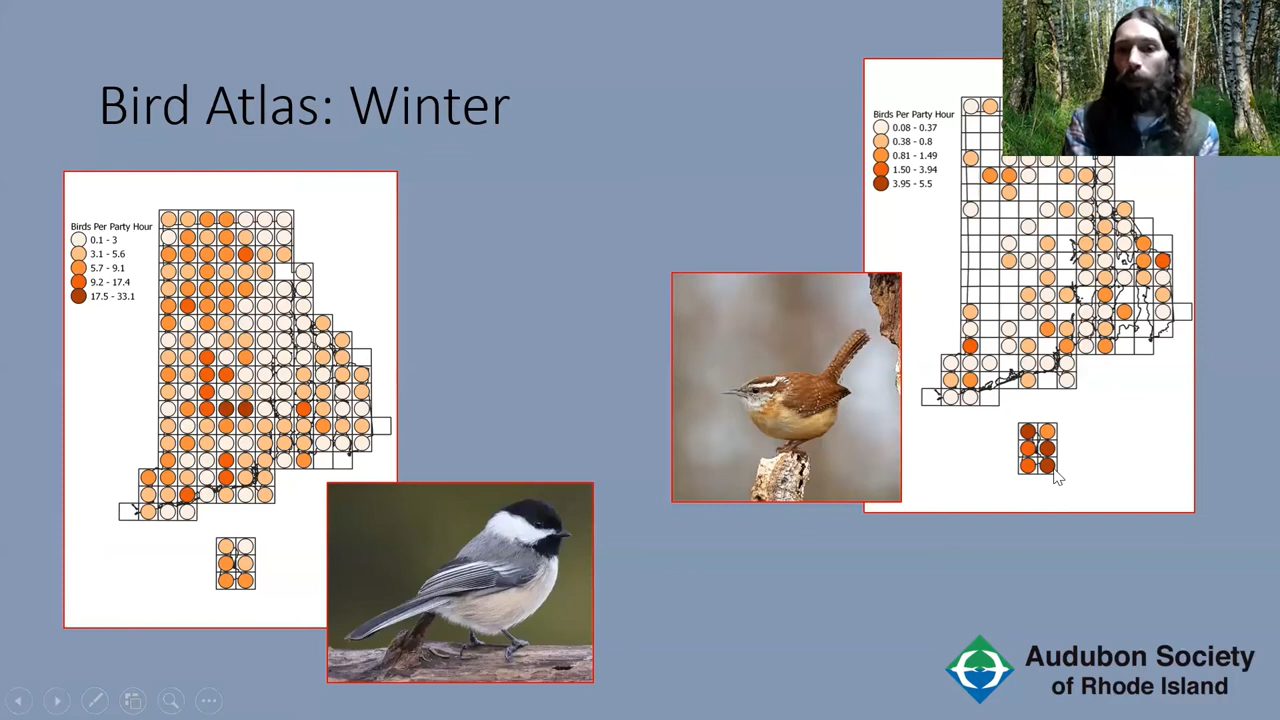 Bird Atlas: Winter
Birds Per Party Hour
0.1 - 3
3.1 - 5.6
5.7 - 9.1
9.2 - 17.4
17.5 - 33.1
Birds Per Party Hour
0.08 - 0.37
0.38 - 0.8
0.81 - 1.49
1.50 - 3.94
3.95 - 5.5
Audubon Society
of Rhode Island